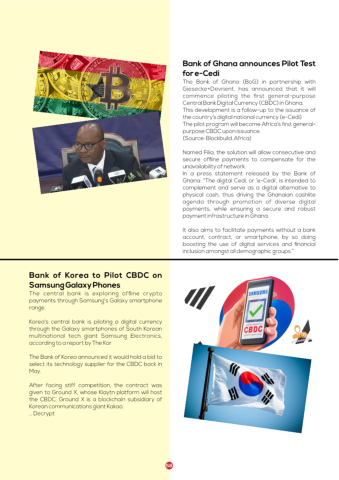 Bank of Ghana announces Pilot Test
for e-Cedi
The Bank of Ghana (BoG) in partnership with
Giesecke+Devrient, has announced that it will
commence piloting the first general-purpose
Central Bank Digital Currency (CBDC) in Ghana.
This development is a follow-up to the issuance of
the country's digital national currency (e-Cedi)
The pilot program will become Africa's first general-
purpose CBDC upon issuance.
(Source: Blockbuild. Africa)
Named Filia, the solution will allow consecutive and
secure offline payments to compensate for the
unavailability of network.
In a press statement released by the Bank of
Ghana: "The digital Cedi, or 'e-Cedi', is intended to
complement and serve as a digital alternative to
physical cash, thus driving the Ghanaian cashlite
agenda through promotion of diverse digital
payments, while ensuring a secure and robust
payment infrastructure in Ghana.
It also aims to facilitate payments without a bank
account, contract, or smartphone, by so doing
boosting the use of digital services and financial
inclusion amongst all demographic groups."
Bank of Korea to Pilot CBDC on
Samsung Galaxy Phones
The central bank is exploring offline crypto
payments through Samsung's Galaxy smartphone
range.
Korea's central bank is piloting a digital currency
through the Galaxy smartphones of South Korean
multinational tech giant Samsung Electronics,
according to a report by The Kor
The Bank of Korea announced it would hold a bid to
select its technology supplier for the CBDC back in
May.
After facing stiff competition, the contract was
given to Ground X, whose Klaytn platform will host
the CBDC. Ground X is a blockchain subsidiary of
Korean communications giant Kakao.
... Decrypt
SAMSUNG
CBDC